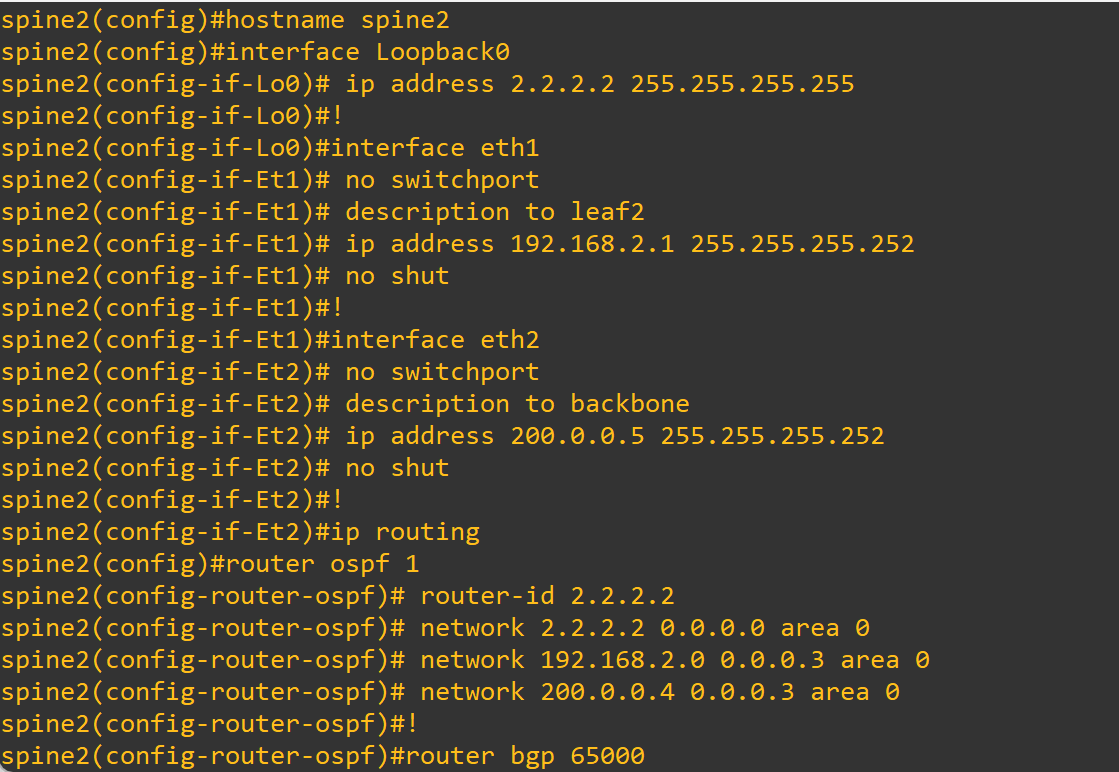 spine2(config)#hostname spine2
spine2(config)#interface Loopback0
spine2(config-if-Lo0)# ip address 2.2.2.2 255.255.255.255
spine2(config-if-Lo0)#!
spine2(config-if-Lo0)#interface eth1
spine2(config-if-Et1)# no switchport
spine2(config-if-Et1)# description to leaf2
spine2(config-if-Et1)# ip address 192.168.2.1 255.255.255.252
spine2(config-if-Et1)# no shut
spine2(config-if-Et1)#!
spine2(config-if-Et1)#interface eth2
spine2(config-if-Et2)# no switchport
spine2(config-if-Et2)# description to backbone
spine2(config-if-Et2)# ip address 200.0.0.5 255.255.255.252
spine2(config-if-Et2)# no shut
spine2(config-if-Et2)#!
spine2(config-if-Et2)#ip routing
spine2(config)#router ospf 1
spine2(config-router-ospf)# router-id 2.2.2.2
spine2(config-router-ospf)# network 2.2.2.2 0.0.0.0 area 0
spine2(config-router-ospf)# network 192.168.2.0 0.0.0.3 area 0
spine2(config-router-ospf)# network 200.0.0.4 0.0.0.3 area 0
spine2(config-router-ospf)#!
spine2(config-router-ospf)#router bgp 65000